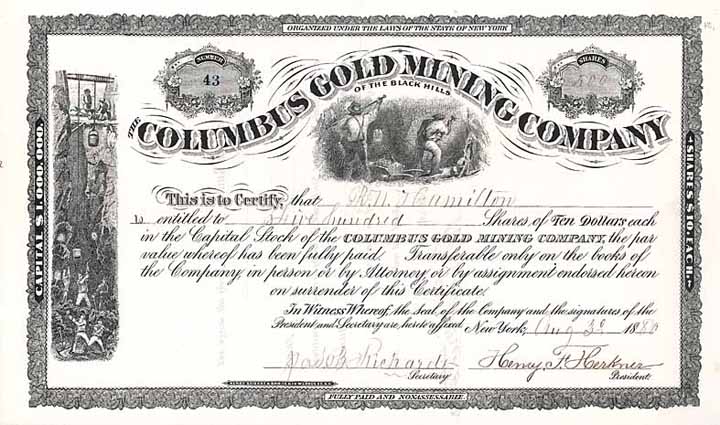 ORGANIZED UNDER THE LAWS OF THE STATE OF NEW YORK
NUMBER
43
SHARES
500
THE COLUMBUS GOLD MINING COMPANY
OF THE BLACK HILLS
CAPITAL $1,000,000.
SHARES $10. EACH.
This is to Certify, that Hamilton
is entitled to Five hundred Shares, of Ten Dollars each
in the Capital Stock of the COLUMBUS GOLD MINING COMPANY, the par
value whereof has been fully paid. Transferable only on the books of
the Company in person or by Attorney or by assignment endorsed hereon
on surrender of this Certificate.
In Witness Whereof, the Seal of the Company and the signatures of the
President and Secretary are hereto affixed. New York, Aug 3d 1880
Richards Henry F. Herkner
Secretary. President.
FULLY PAID AND NONASSESSABLE.